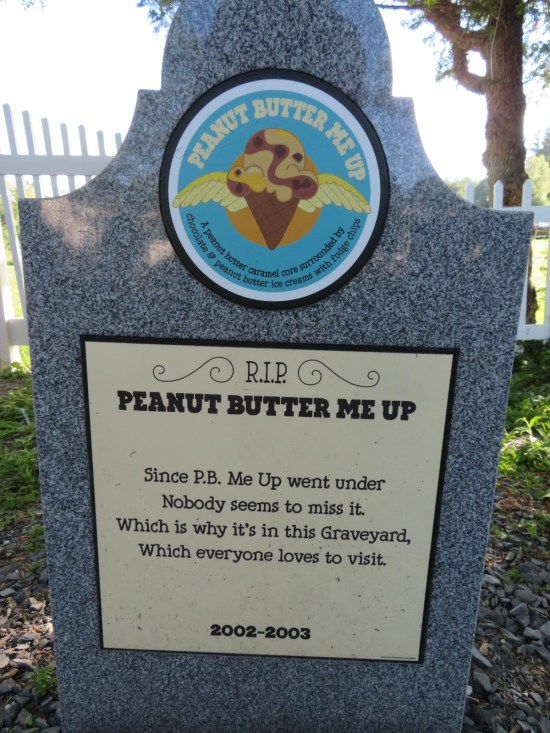 PEANUT BUTTER ME UP
A peanut butter caramel core surrounded by
chocolate & peanut butter ice creams with fudge chips
R.I.P.
PEANUT BUTTER ME UP
Since P.B. Me Up went under
Nobody seems to miss it.
Which is why it's in this Graveyard,
Which everyone loves to visit.
2002-2003